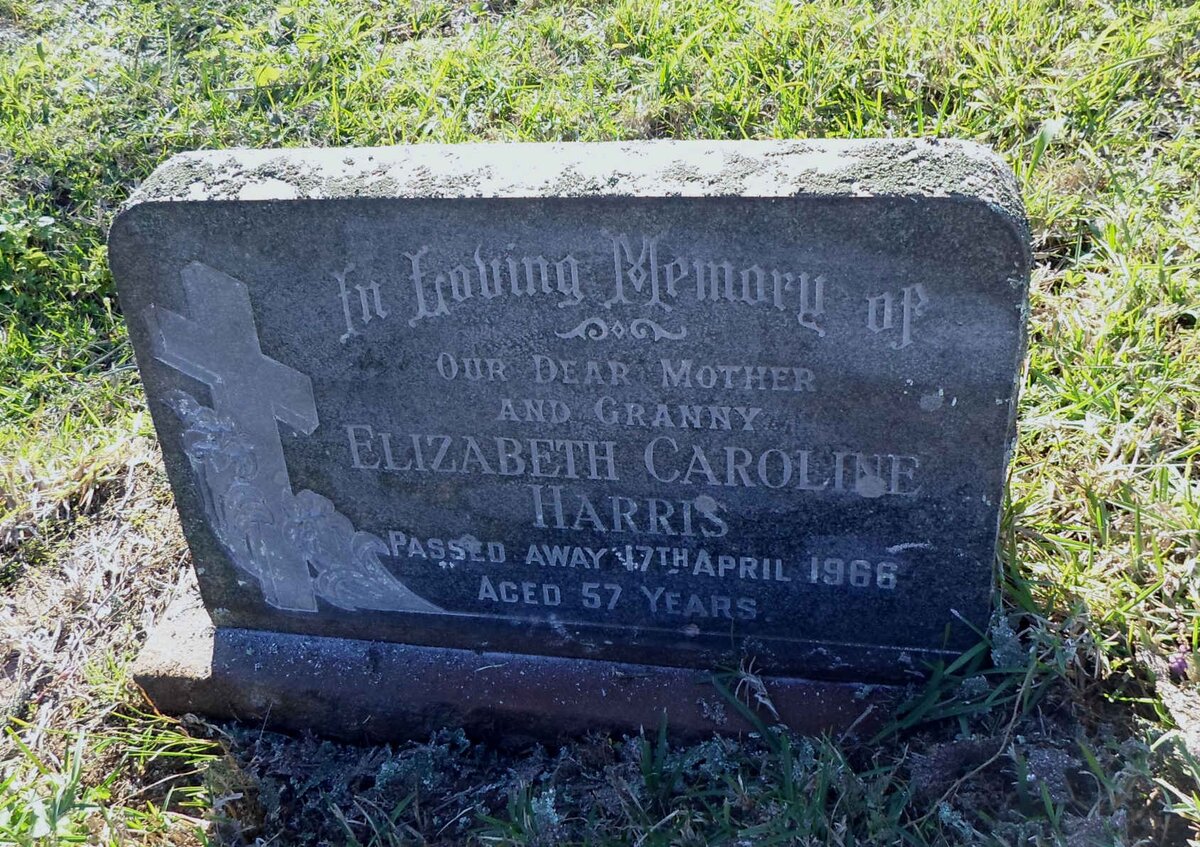 In Loving Memory of
OUR DEAR MOTHER
AND GRANNY
ELIZABETH CAROLINE
HARRIS
PASSED AWAY 17TH APRIL 1966
AGED 57 YEARS.